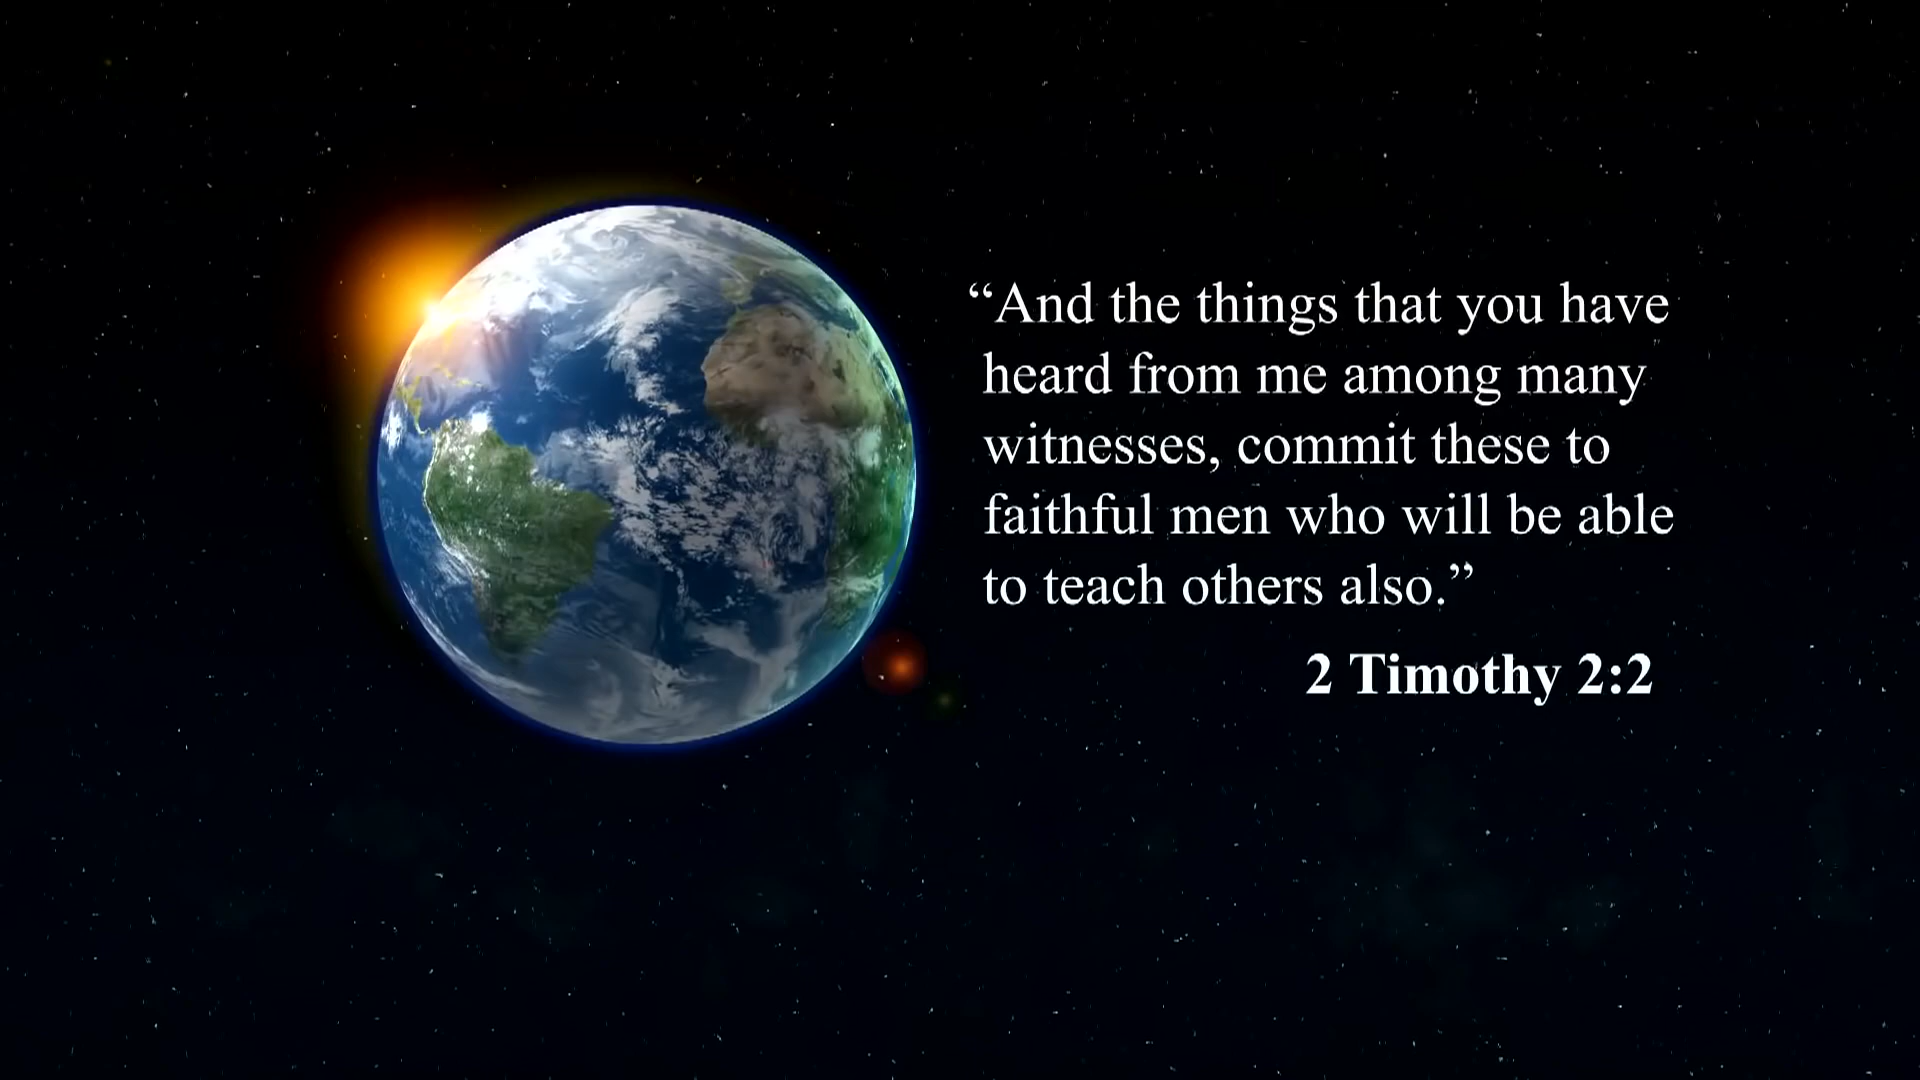 “And the things that you have
heard from me among many
witnesses, commit these to
faithful men who will be able
to teach others also.”
2 Timothy 2:2